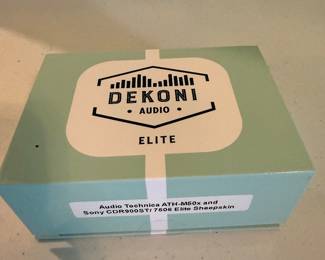 DEKONI
AUDIO
ELITE
Audio Technica ATH-M50x and
Sony CDR900ST/ 7506 Elite Sheepskin